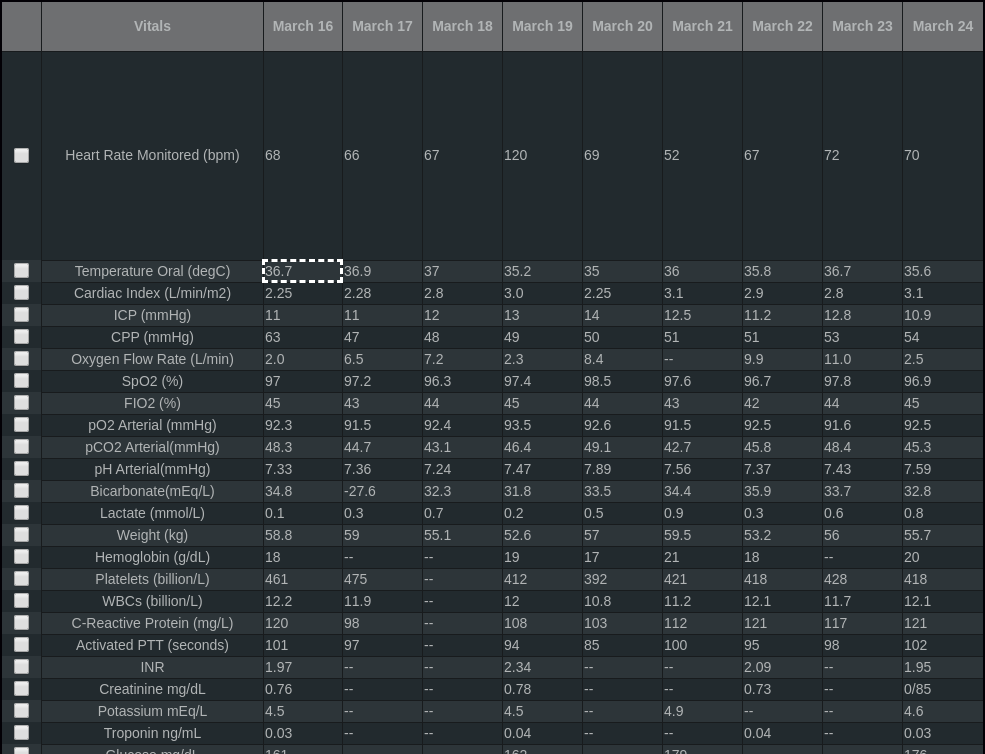 Vitals March 16 March 17 March 18 March 19 March 20 March 21 March 22 March 23 March 24
Heart Rate Monitored (bpm) 68 66 67 120 69 52 67 72 70
Temperature Oral (degC) 36.7 36.9 37 35.2 35 36 35.8 36.7 35.6
Cardiac Index (L/min/m2) 2.25 2.28 2.8 3.0 2.25 3.1 2.9 2.8 3.1
ICP (mmHg) 11 11 12 13 14 12.5 11.2 12.8 10.9
CPP (mmHg) 63 47 48 49 50 51 51 53 54
Oxygen Flow Rate (L/min) 2.0 6.5 7.2 2.3 8.4 -- 9.9 11.0 2.5
SpO2 (%) 97 97.2 96.3 97.4 98.5 97.6 96.7 97.8 96.9
FIO2 (%) 45 43 44 45 44 43 42 44 45
pO2 Arterial (mmHg) 92.3 91.5 92.4 93.5 92.6 91.5 92.5 91.6 92.5
pCO2 Arterial(mmHg) 48.3 44.7 43.1 46.4 49.1 42.7 45.8 48.4 45.3
pH Arterial(mmHg) 7.33 7.36 7.24 7.47 7.89 7.56 7.37 7.43 7.59
Bicarbonate(mEq/L) 34.8 -27.6 32.3 31.8 33.5 34.4 35.9 33.7 32.8
Lactate (mmol/L) 0.1 0.3 0.7 0.2 0.5 0.9 0.3 0.6 0.8
Weight (kg) 58.8 59 55.1 52.6 57 59.5 53.2 56 55.7
Hemoglobin (g/dL) 18 -- -- 19 17 21 18 -- 20
Platelets (billion/L) 461 475 -- 412 392 421 418 428 418
WBCs (billion/L) 12.2 11.9 -- 12 10.8 11.2 12.1 11.7 12.1
C-Reactive Protein (mg/L) 120 98 -- 108 103 112 121 117 121
Activated PTT (seconds) 101 97 -- 94 85 100 95 98 102
INR 1.97 -- -- 2.34 -- -- 2.09 -- 1.95
Creatinine mg/dL 0.76 -- -- 0.78 -- -- 0.73 -- 0/85
Potassium mEq/L 4.5 -- -- 4.5 -- 4.9 -- -- 4.6
Troponin ng/mL 0.03 -- -- 0.04 -- -- 0.04 -- 0.03